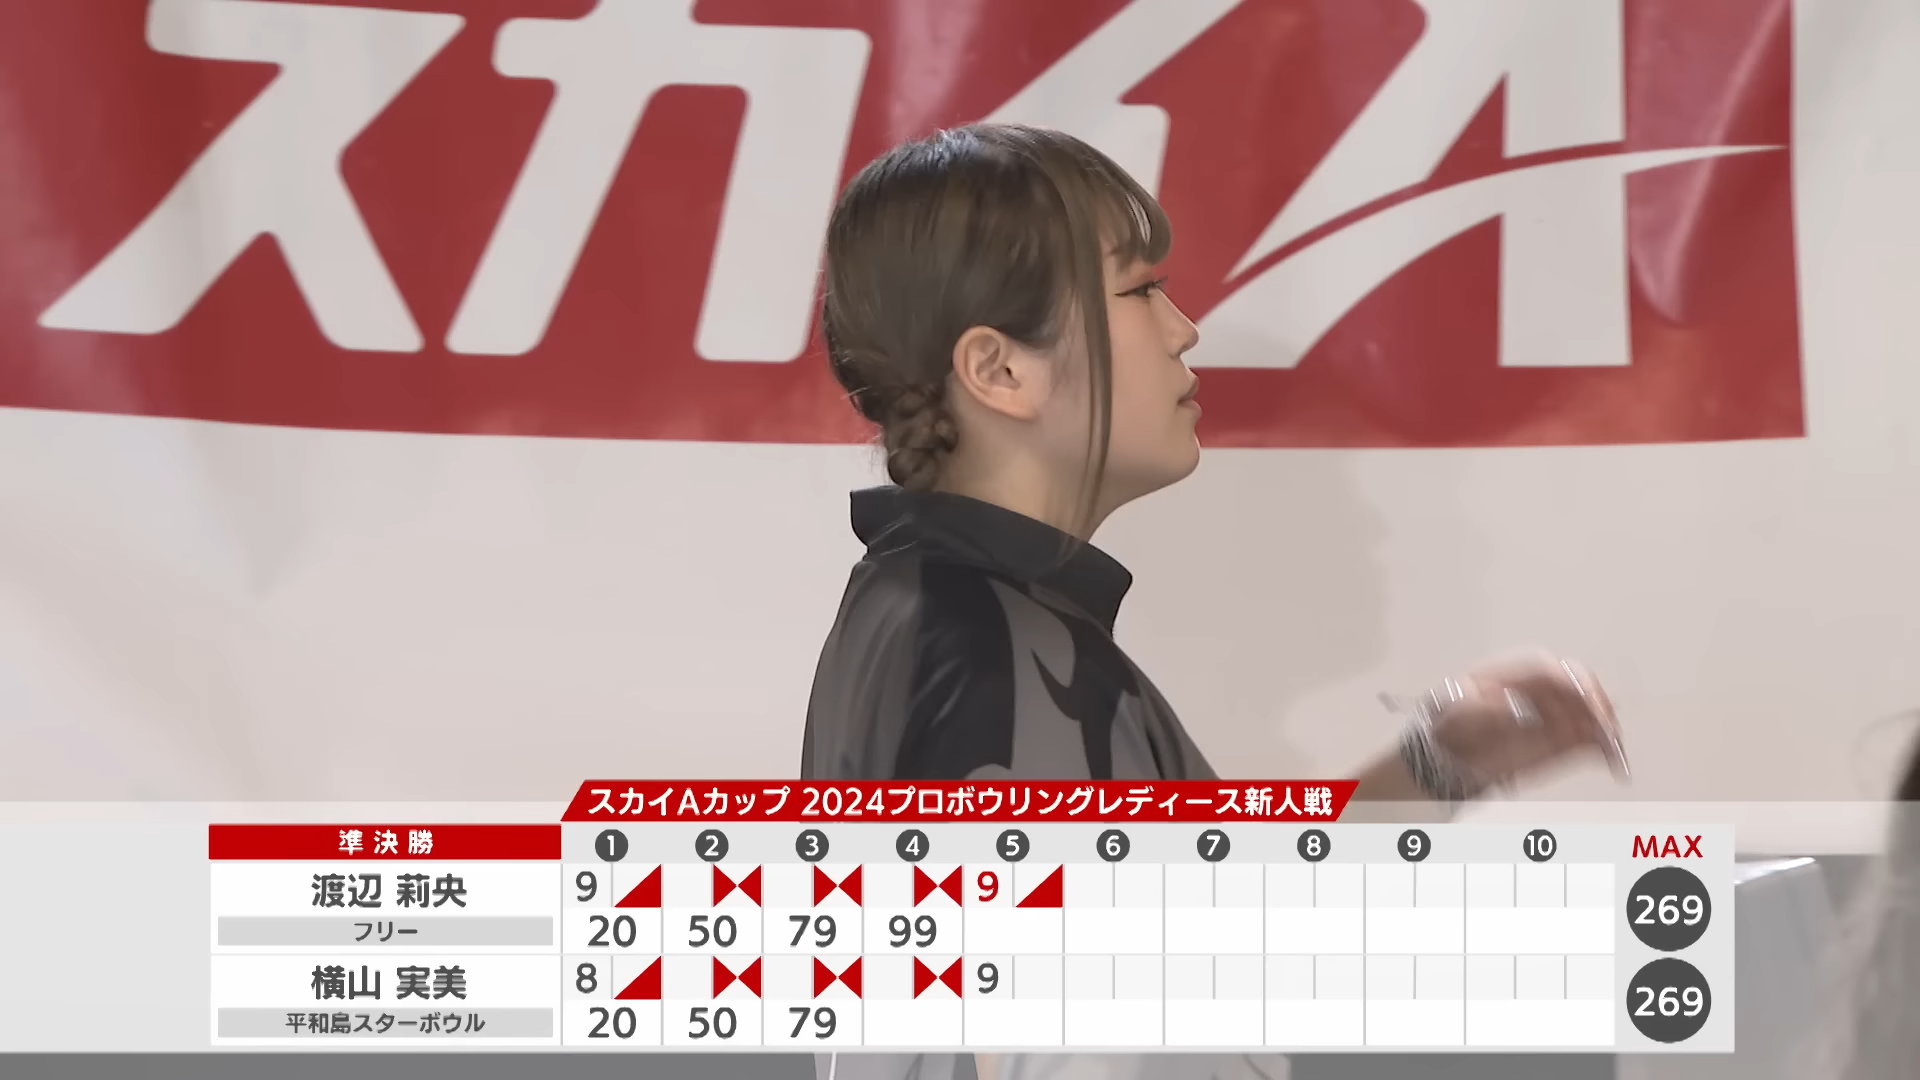 スカイA
スカイAカップ 2024プロボウリングレディース新人戦
準決勝 1 2 3 4 5 6 7 8 9 10 MAX
渡辺 莉央 9 9 269
フリー 20 50 79 99
横山 実美 8 9 269
平和島スターボウル 20 50 79